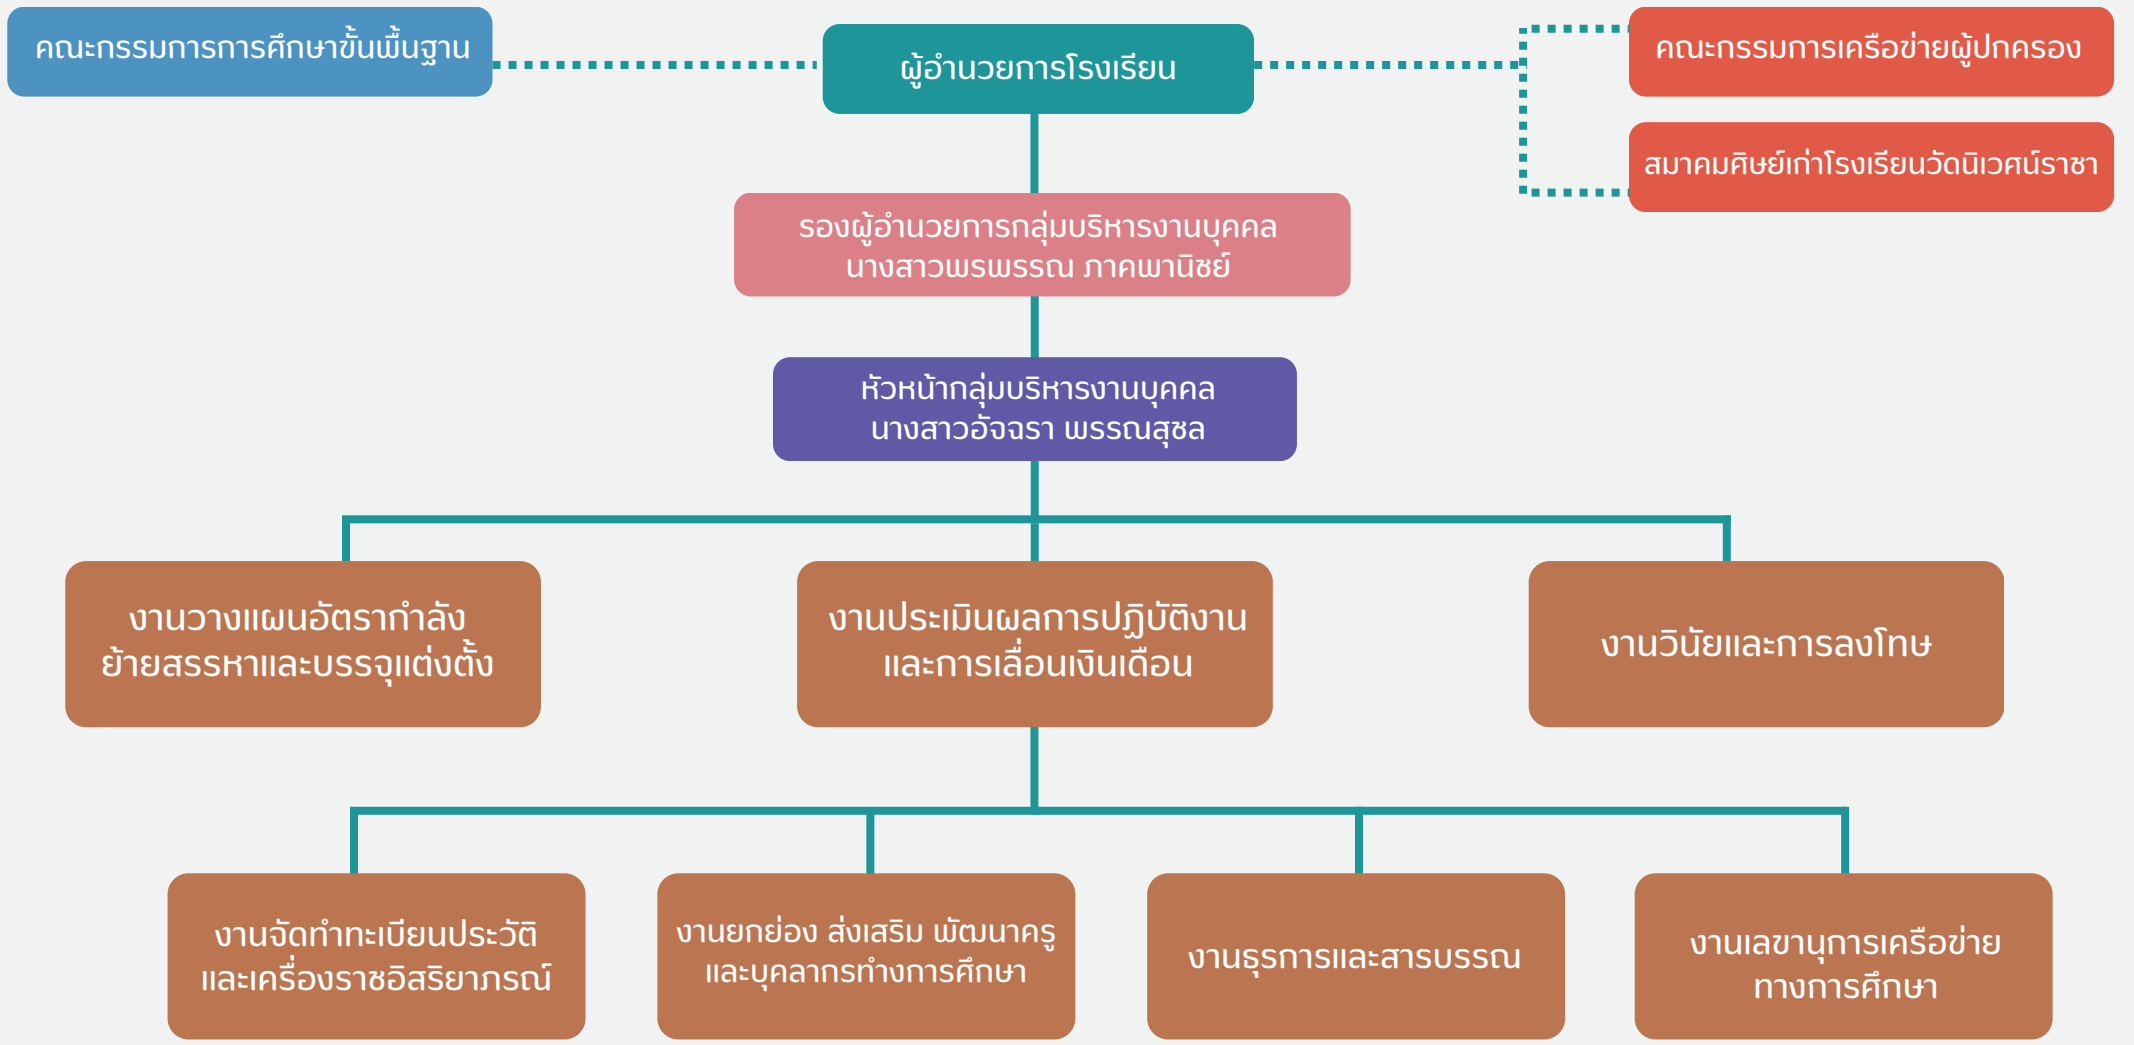 คณะกรรมการการศึกษาขั้นพื้นฐาน
ผู้อำนวยการโรงเรียน
คณะกรรมการเครือข่ายผู้ปกครอง
สมาคมศิษย์เก่าโรงเรียนวัดนิเวศน์ราชา
รองผู้อำนวยการกลุ่มบริหารงานบุคคล
นางสาวพรพรรณ ภาคพานิชย์
หัวหน้ากลุ่มบริหารงานบุคคล
นางสาวอัจฉรา พรรณสุชล
งานวางแผนอัตรากำลัง
ย้ายสรรหาและบรรจุแต่งตั้ง
งานประเมินผลการปฏิบัติงาน
และการเลื่อนเงินเดือน
งานวินัยและการลงโทษ
งานจัดทำทะเบียนประวัติ
และเครื่องราชอิสริยาภรณ์
งานยกย่อง ส่งเสริม พัฒนาครู
และบุคลากรทำงการศึกษา
งานธุรการและสารบรรณ
งานเลขานุการเครือข่าย
ทางการศึกษา